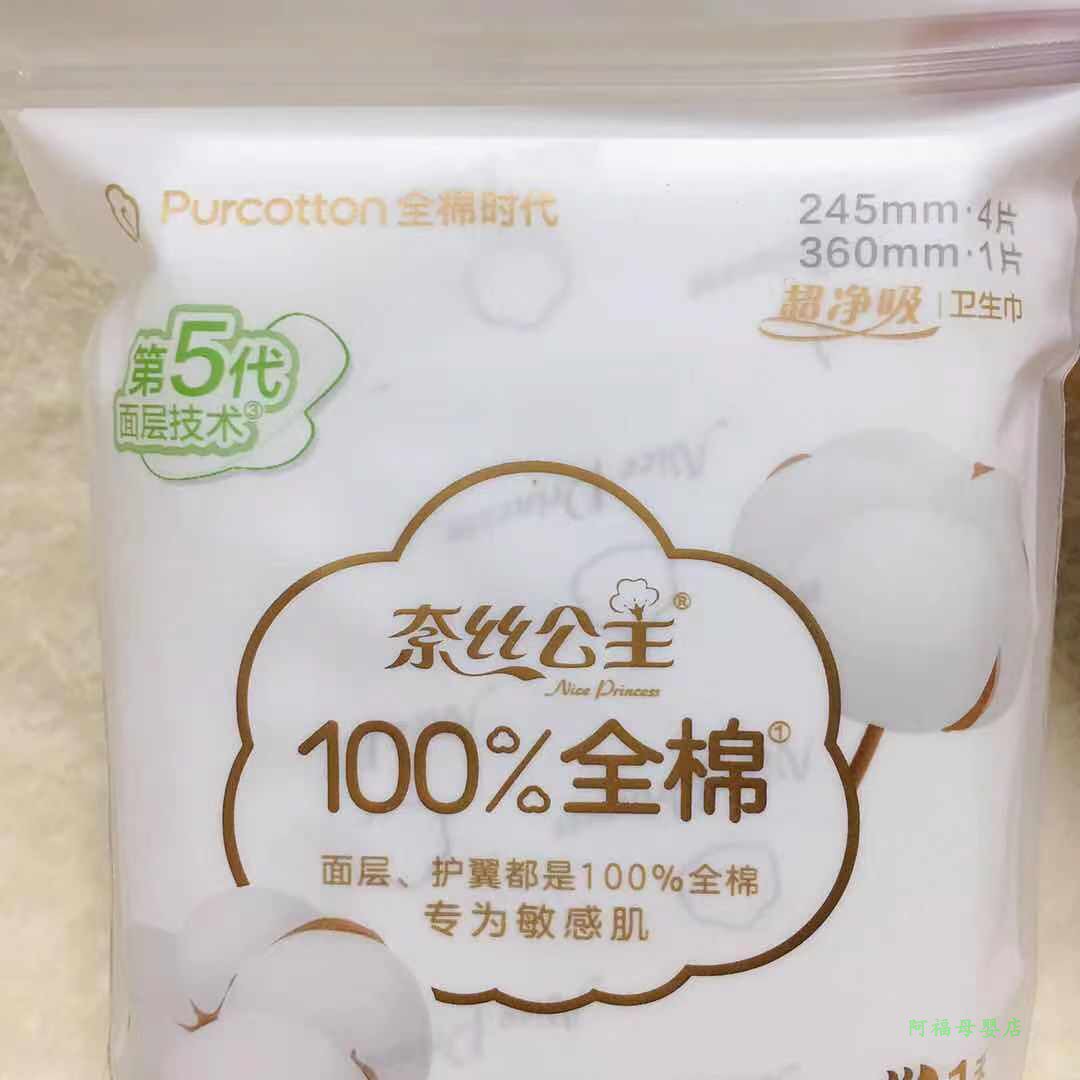 Purcotton 全棉时代
245mm·4片
360mm·1片
超净吸 | 卫生巾
第5代
面层技术③
奈丝公主®
Nice Princess
100%全棉①
面层、护翼都是100%全棉
专为敏感肌
阿福母婴店